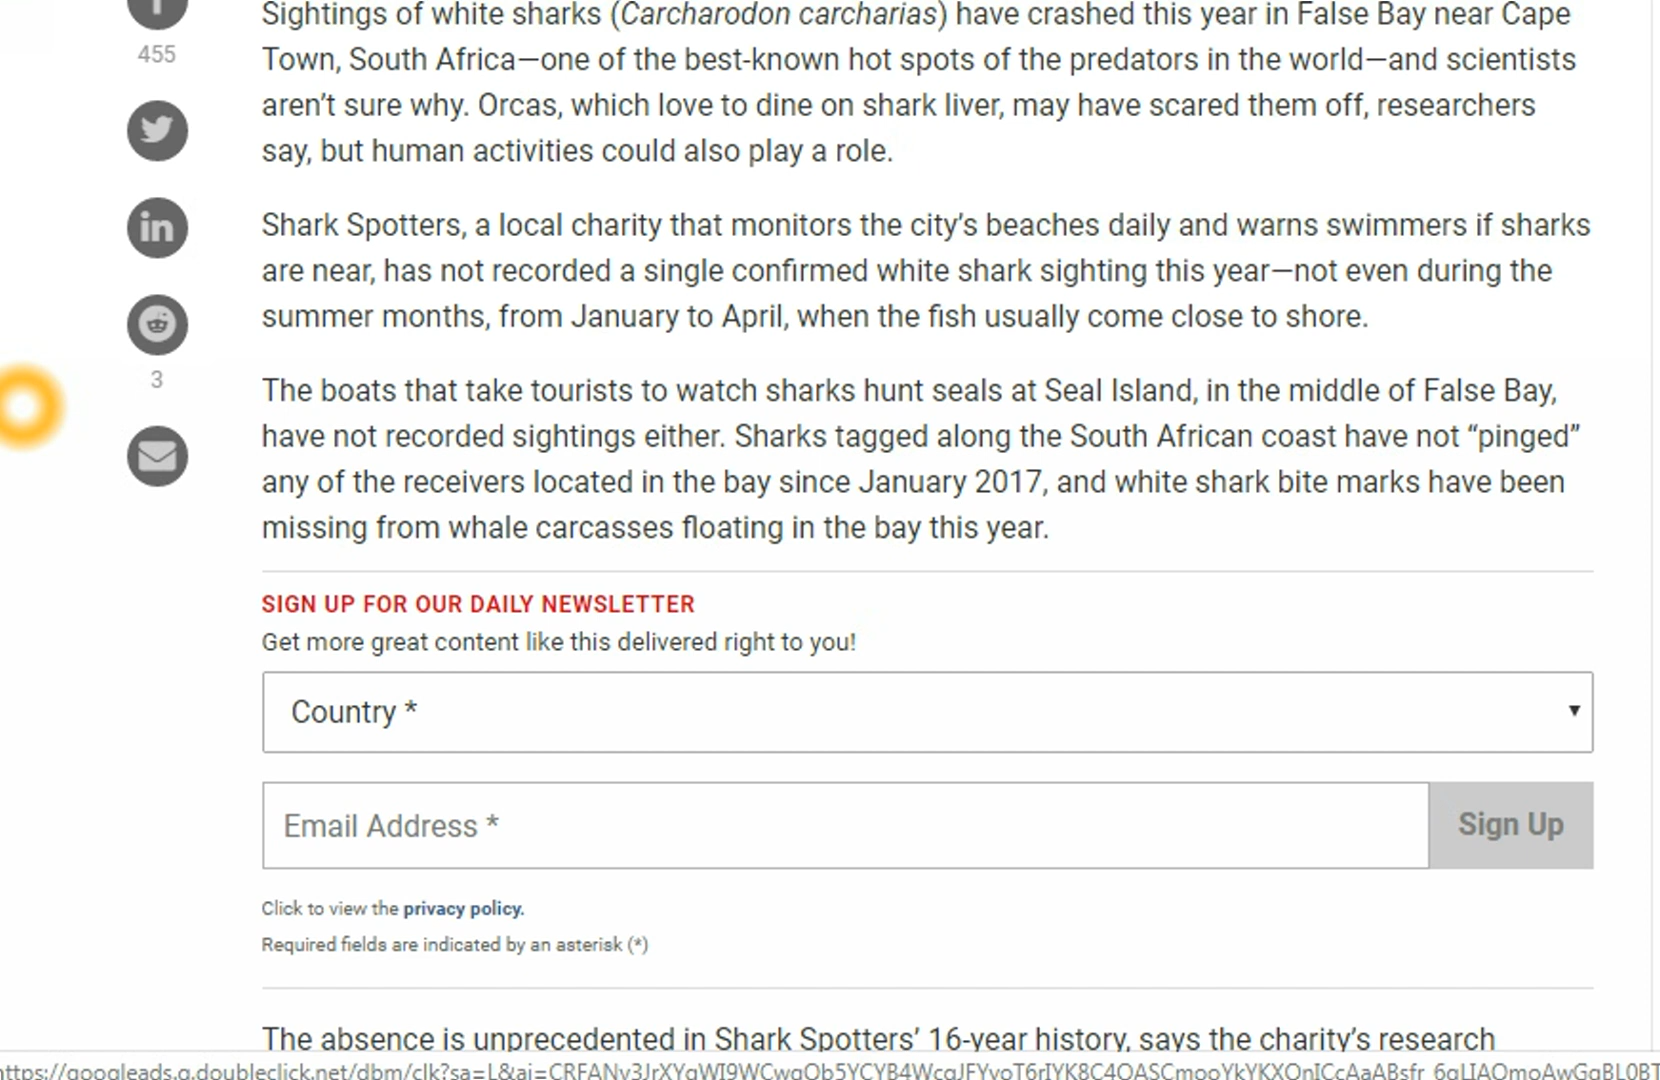 Sightings of white sharks (Carcharodon carcharias) have crashed this year in False Bay near Cape
455
Town, South Africa—one of the best-known hot spots of the predators in the world—and scientists
aren’t sure why. Orcas, which love to dine on shark liver, may have scared them off, researchers
say, but human activities could also play a role.
in
Shark Spotters, a local charity that monitors the city’s beaches daily and warns swimmers if sharks
are near, has not recorded a single confirmed white shark sighting this year—not even during the
summer months, from January to April, when the fish usually come close to shore.
3
The boats that take tourists to watch sharks hunt seals at Seal Island, in the middle of False Bay,
have not recorded sightings either. Sharks tagged along the South African coast have not “pinged”
any of the receivers located in the bay since January 2017, and white shark bite marks have been
missing from whale carcasses floating in the bay this year.
SIGN UP FOR OUR DAILY NEWSLETTER
Get more great content like this delivered right to you!
Country *
Email Address *
Sign Up
Click to view the privacy policy.
Required fields are indicated by an asterisk (*)
The absence is unprecedented in Shark Spotters’ 16-year history, says the charity’s research